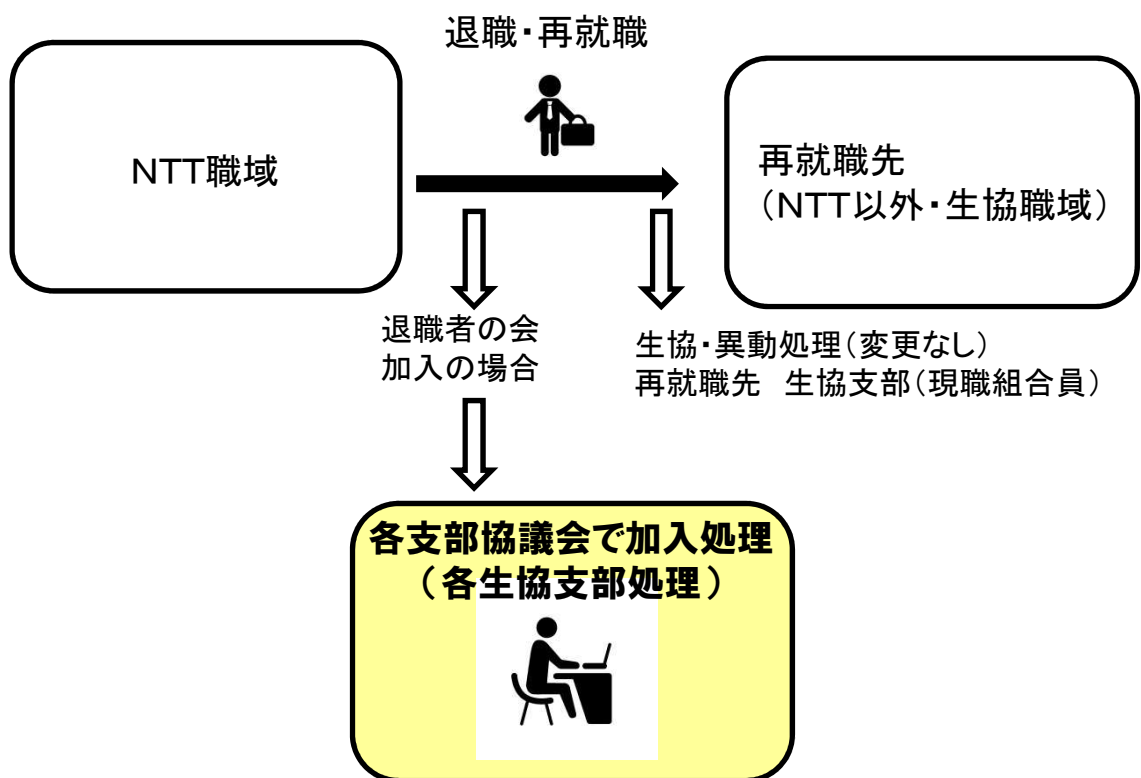 退職・再就職
NTT職域
再就職先
（NTT以外・生協職域）
退職者の会
加入の場合
生協・異動処理（変更なし）
再就職先　生協支部（現職組合員）
各支部協議会で加入処理
（各生協支部処理）